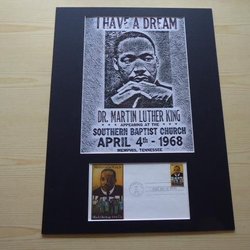 I HAVE A DREAM
DR. MARTIN LUTHER KING
APPEARING AT THE
SOUTHERN BAPTIST CHURCH
APRIL 4th - 1968
MEMPHIS, TENNESSEE